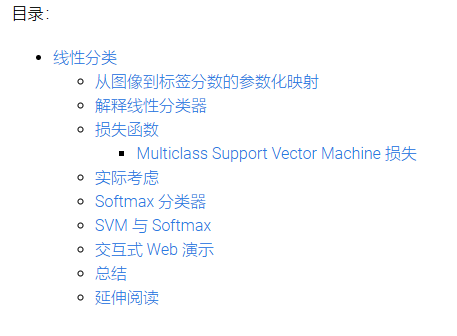 目录：
线性分类
从图像到标签分数的参数化映射
解释线性分类器
损失函数
Multiclass Support Vector Machine 损失
实际考虑
Softmax 分类器
SVM 与 Softmax
交互式 Web 演示
总结
延伸阅读